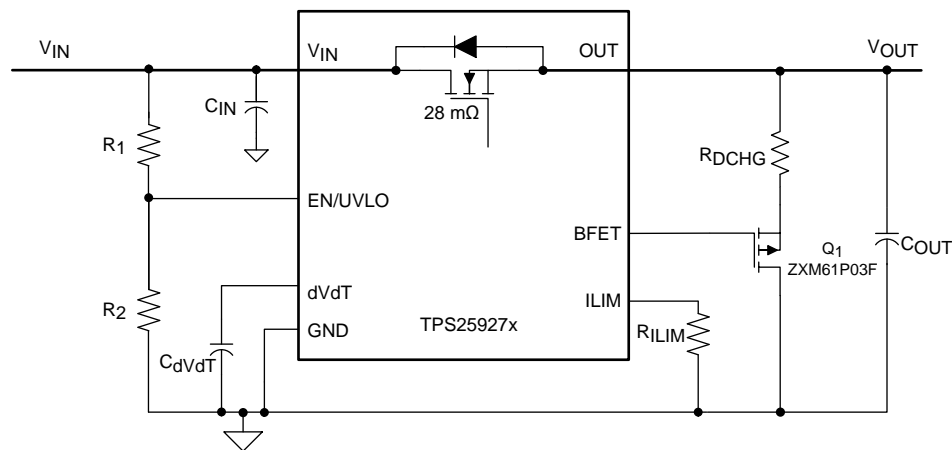 VIN
VIN
OUT
VOUT
CIN
28 mΩ
R1
RDCHG
EN/UVLO
BFET
Q1
ZXM61P03F
COUT
dVdT
ILIM
R2
GND
TPS25927x
RILIM
CdVdT